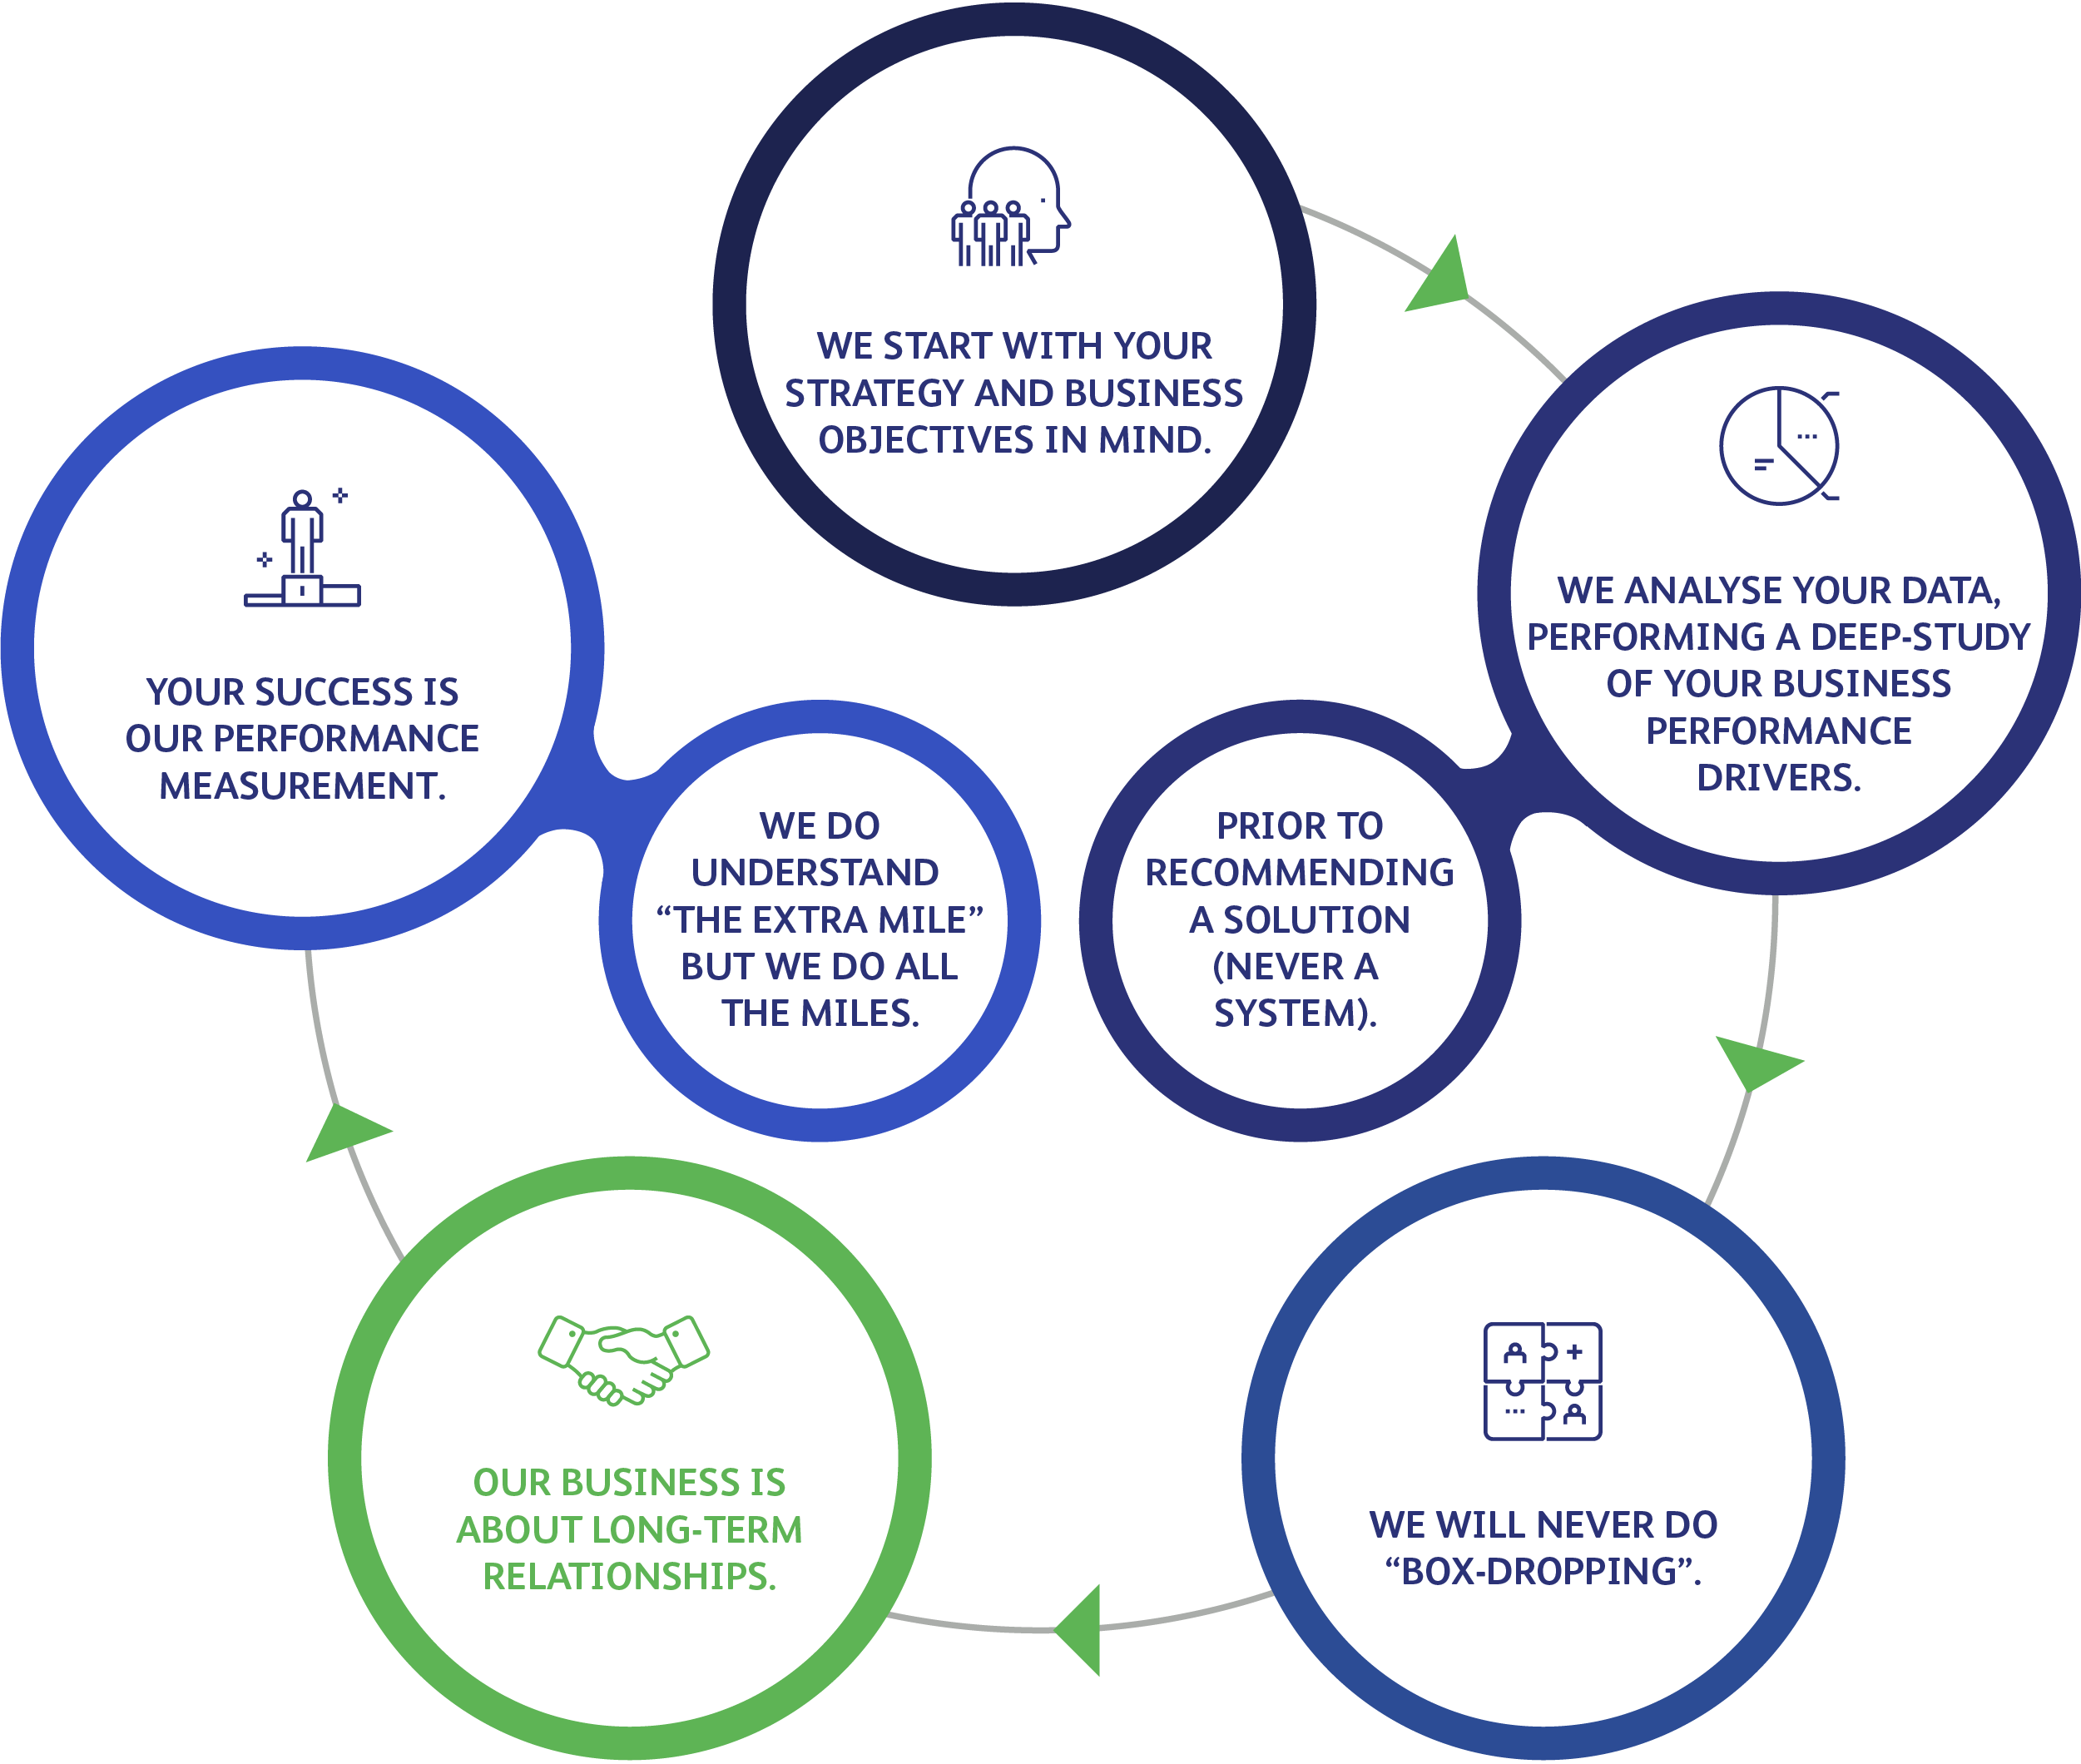 WE START WITH YOUR
STRATEGY AND BUSINESS
OBJECTIVES IN MIND.
WE ANALYSE YOUR DATA,
PERFORMING A DEEP-STUDY
OF YOUR BUSINESS
PERFORMANCE
DRIVERS.
PRIOR TO
RECOMMENDING
A SOLUTION
(NEVER A
SYSTEM).
WE WILL NEVER DO
“BOX-DROPPING”.
OUR BUSINESS IS
ABOUT LONG-TERM
RELATIONSHIPS.
YOUR SUCCESS IS
OUR PERFORMANCE
MEASUREMENT.
WE DO
UNDERSTAND
“THE EXTRA MILE”
BUT WE DO ALL
THE MILES.